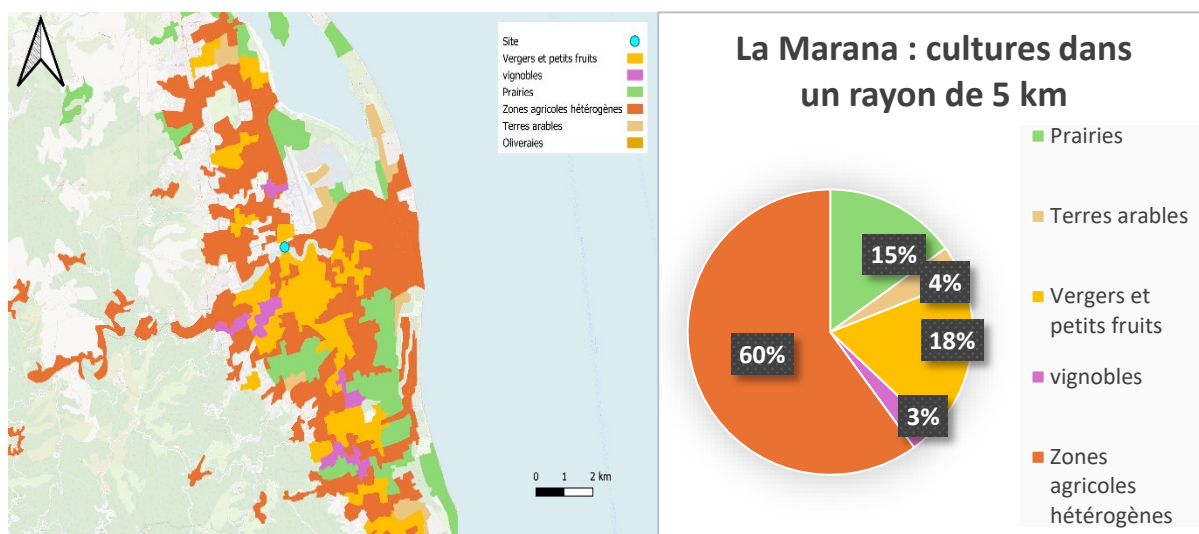 Site
Vergers et petits fruits
vignobles
Prairies
Zones agricoles hétérogènes
Terres arables
Oliveraies
0 1 2 km
La Marana : cultures dans
un rayon de 5 km
15%
4%
18%
3%
60%
Prairies
Terres arables
Vergers et
petits fruits
vignobles
Zones
agricoles
hétérogènes